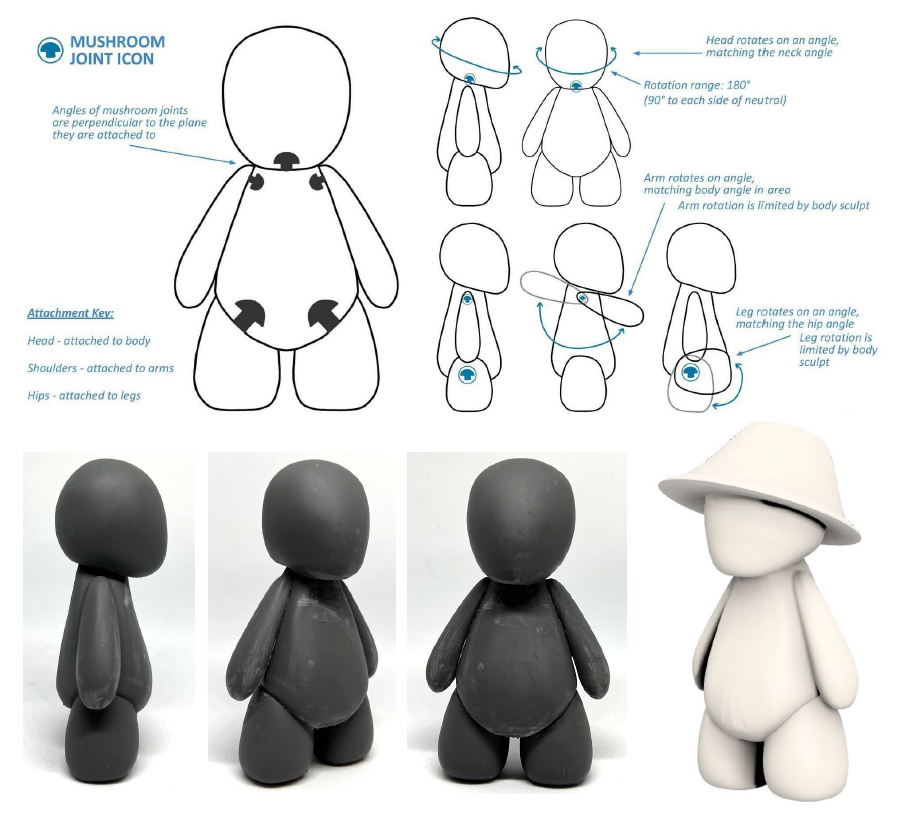 MUSHROOM
JOINT ICON
Angles of mushroom joints
are perpendicular to the plane
they are attached to
Attachment Key:
Head - attached to body
Shoulders - attached to arms
Hips - attached to legs
Head rotates on an angle,
matching the neck angle
Rotation range: 180°
(90° to each side of neutral)
Arm rotates on angle,
matching body angle in area
Arm rotation is limited by body sculpt
Leg rotates on an angle,
matching the hip angle
Leg rotation is
limited by body
sculpt